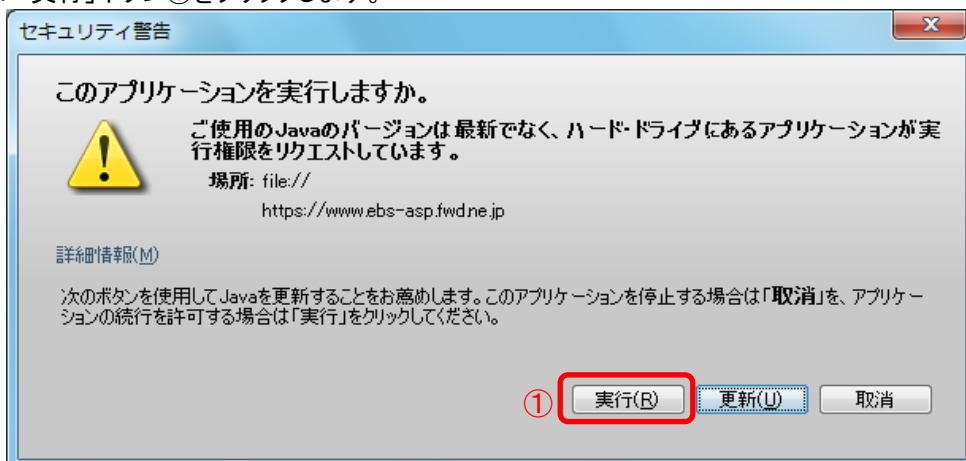 実行」ボタン①をクリックします。
セキュリティ警告
このアプリケーションを実行しますか。
ご使用のJavaのバージョンは最新でなく、ハード・ドライブにあるアプリケーションが実
行権限をリクエストしています。
場所: file://
https://www.ebs-asp.fwd.ne.jp
詳細情報(M)
次のボタンを使用してJavaを更新することをお薦めします。このアプリケーションを停止する場合は「取消」を、アプリケー
ションの続行を許可する場合は「実行」をクリックしてください。
① 実行(R) 更新(U) 取消